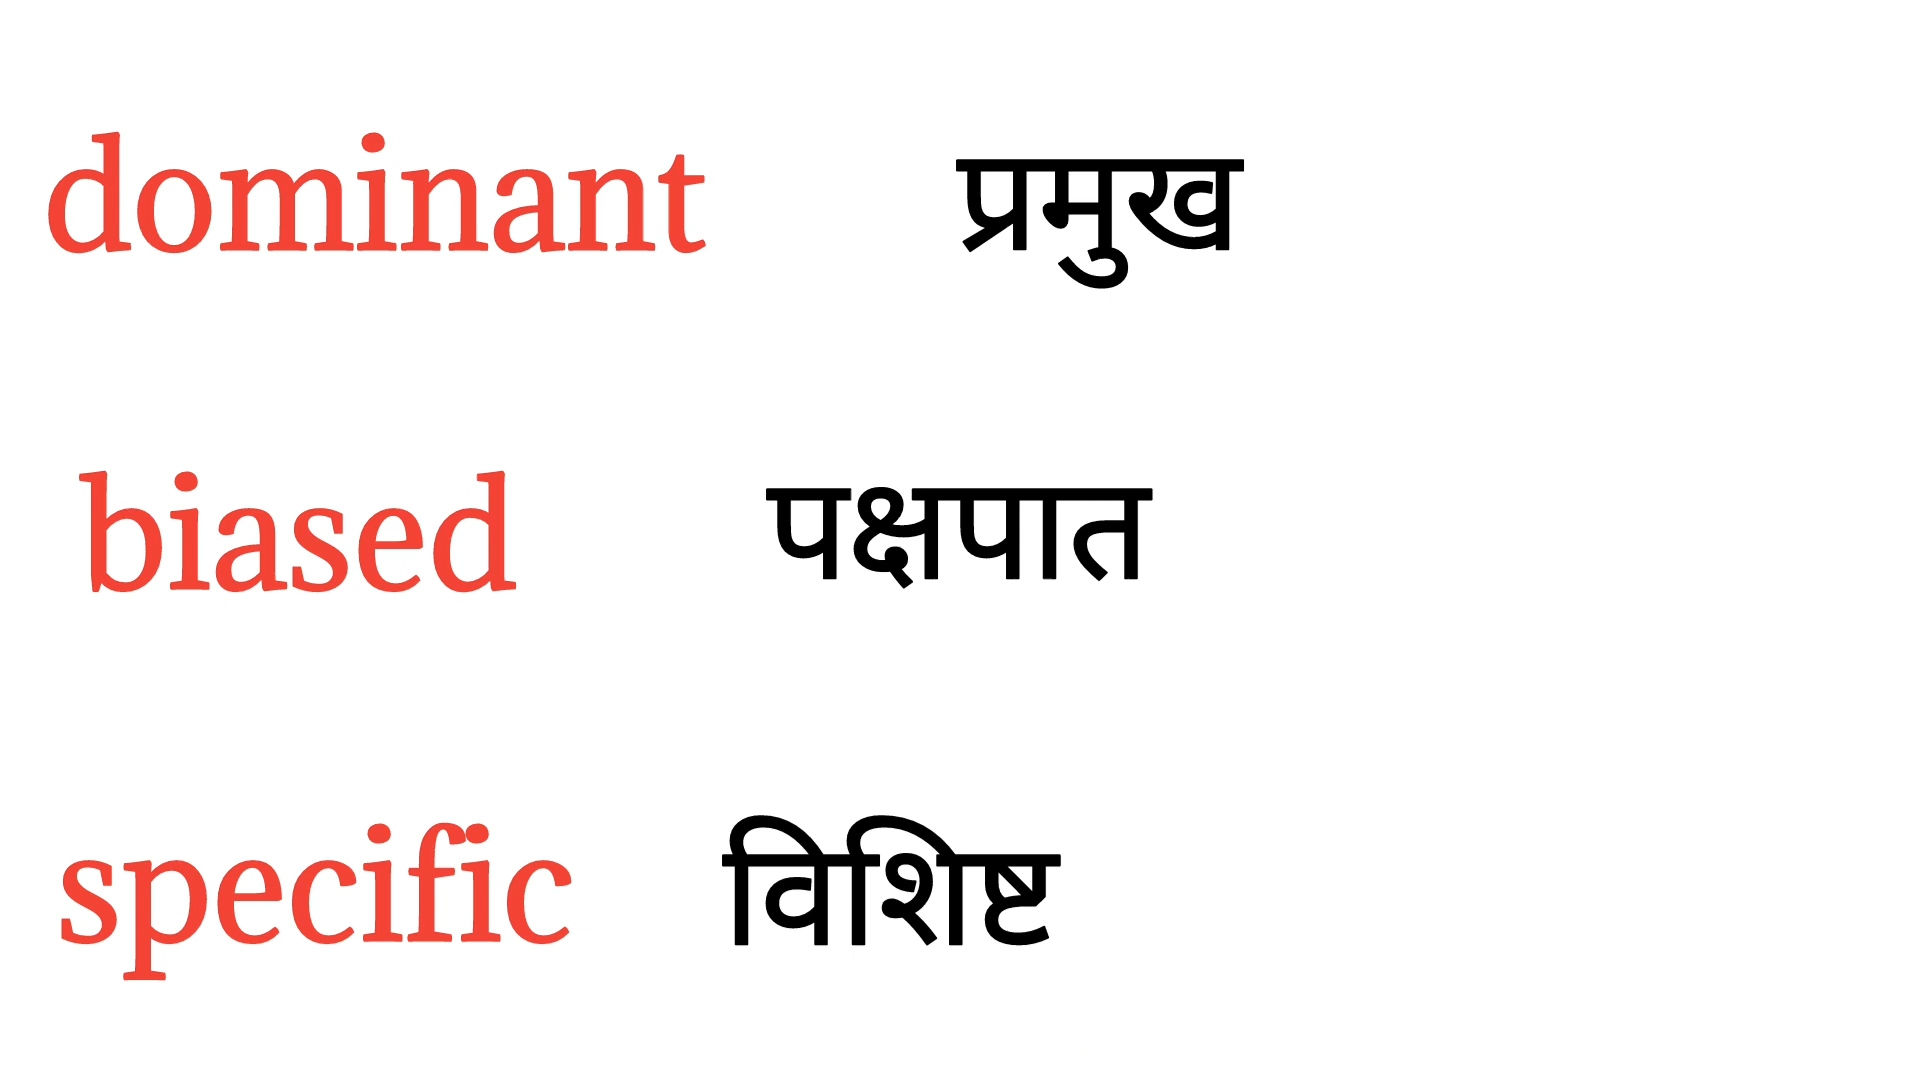 dominant प्रमुख
biased पक्षपात
specific विशिष्ट